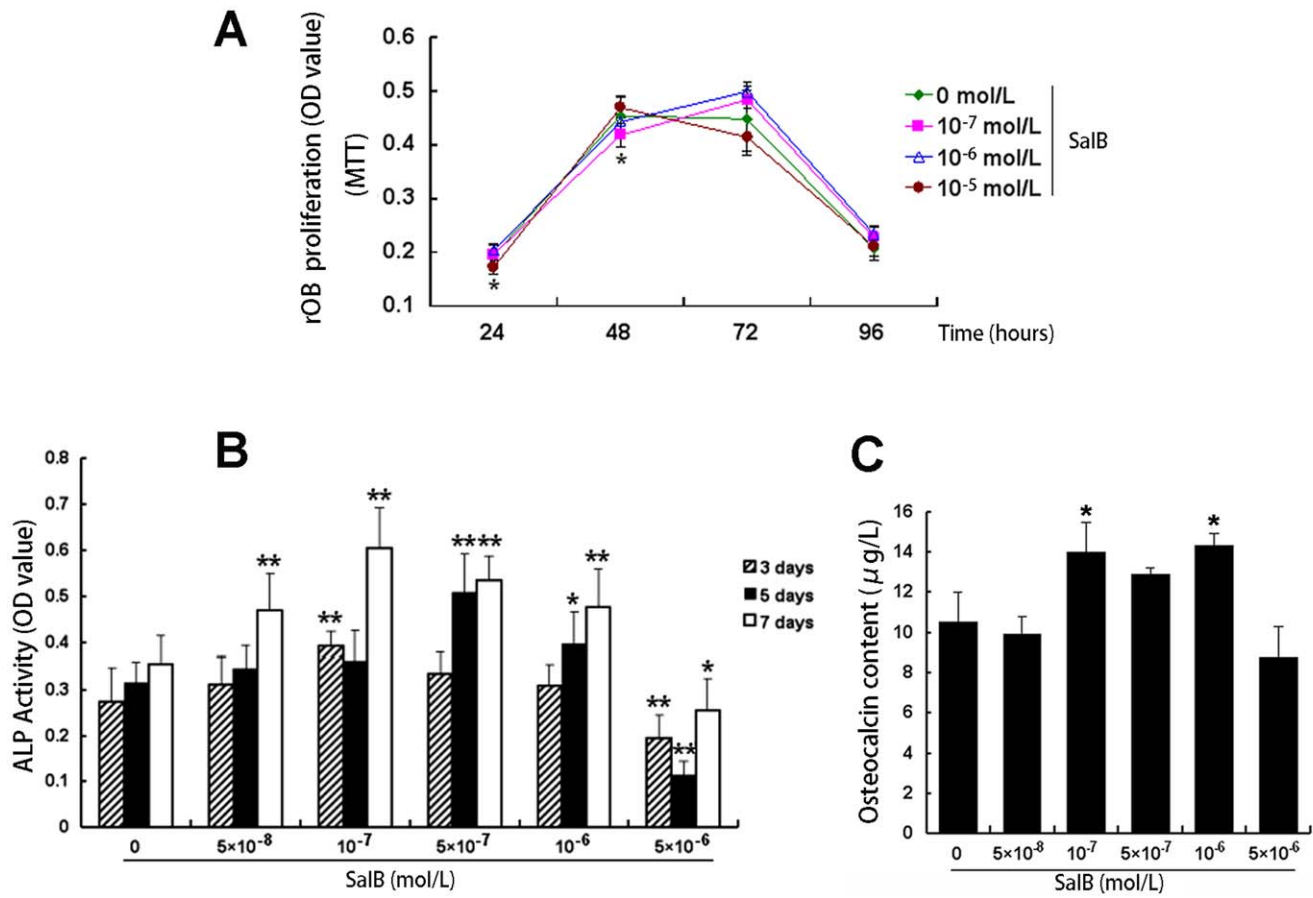 A
rOB proliferation (OD value)
(MTT)
0.6
0.5
0.4
0.3
0.2
0.1
*
*
24 48 72 96 Time (hours)
0 mol/L
10-7 mol/L
10-6 mol/L
10-5 mol/L
SalB
B
ALP Activity (OD value)
0.8
0.7
0.6
0.5
0.4
0.3
0.2
0.1
0
**
** **
** **
* **
** ** *
3 days
5 days
7 days
0 5×10-8 10-7 5×10-7 10-6 5×10-6
SalB (mol/L)
C
Osteocalcin content (μg/L)
16
14
12
10
8
6
4
2
0
* *
0 5×10-8 10-7 5×10-7 10-6 5×10-6
SalB (mol/L)